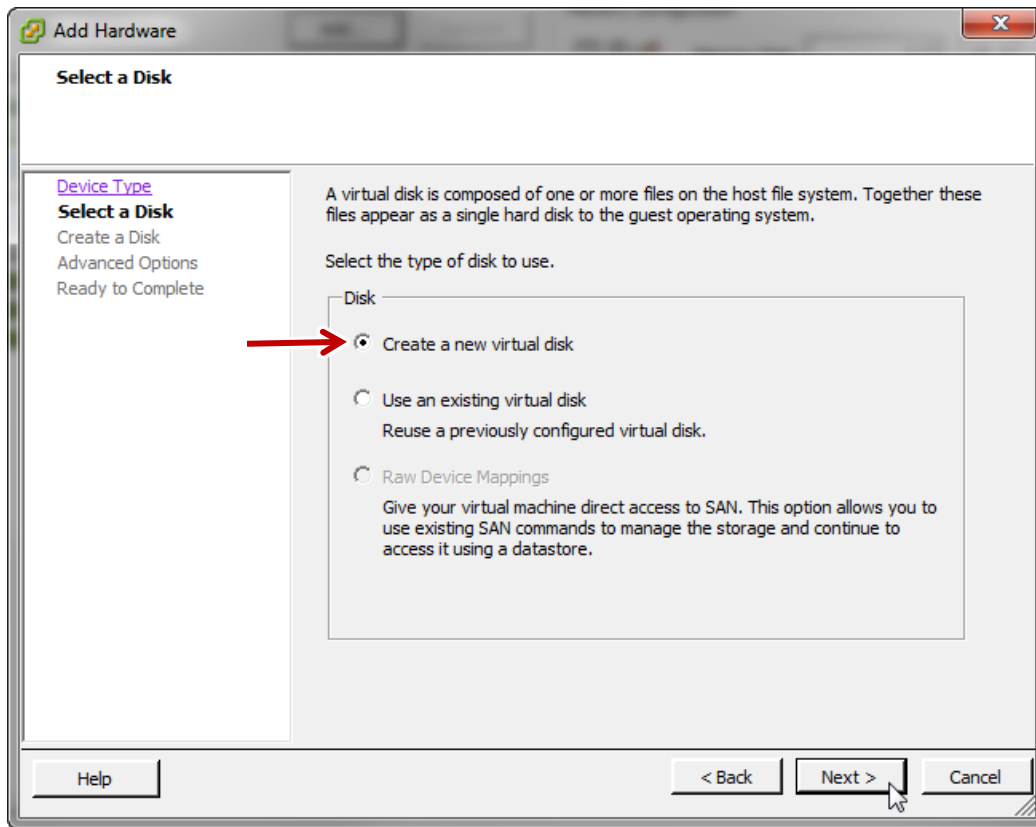 Add Hardware
Select a Disk
Device Type
Select a Disk
Create a Disk
Advanced Options
Ready to Complete
A virtual disk is composed of one or more files on the host file system. Together these
files appear as a single hard disk to the guest operating system.
Select the type of disk to use.
Disk
Create a new virtual disk
Use an existing virtual disk
Reuse a previously configured virtual disk.
Raw Device Mappings
Give your virtual machine direct access to SAN. This option allows you to
use existing SAN commands to manage the storage and continue to
access it using a datastore.
Help
< Back
Next >
Cancel